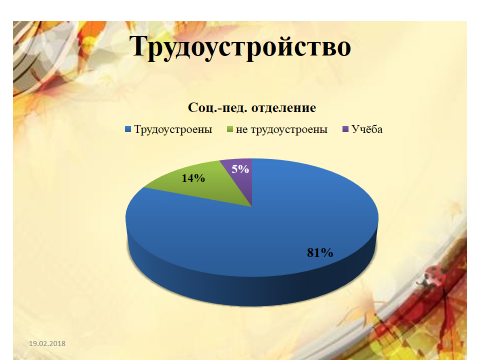 Трудоустройство
Соц.-пед. отделение
Трудоустроены не трудоустроены Учёба
5%
14%
81%
19.02.2018